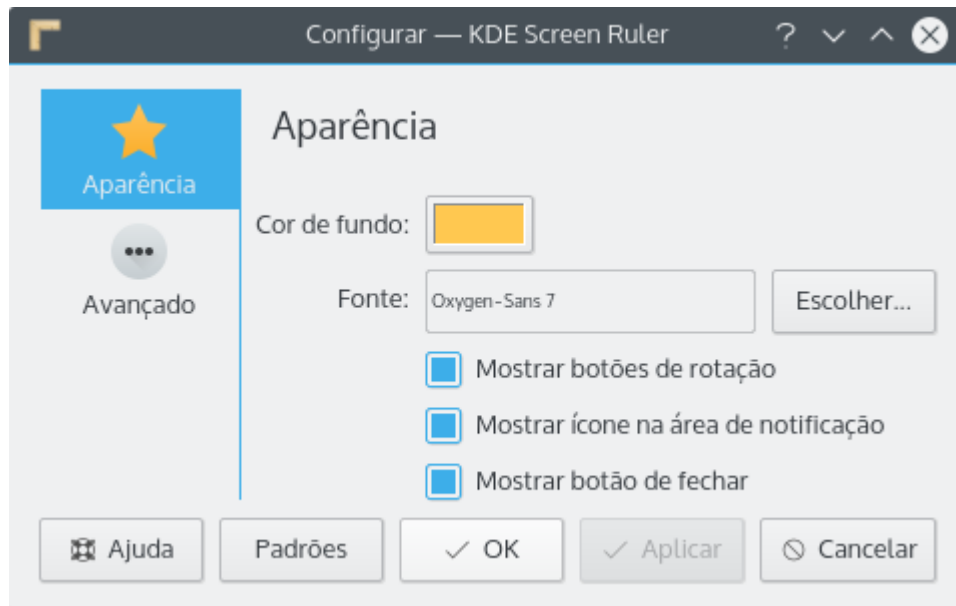 Configurar — KDE Screen Ruler
Aparência
Avançado
Aparência
Cor de fundo:
Fonte: Oxygen-Sans 7 Escolher...
Mostrar botões de rotação
Mostrar ícone na área de notificação
Mostrar botão de fechar
Ajuda Padrões OK Aplicar Cancelar